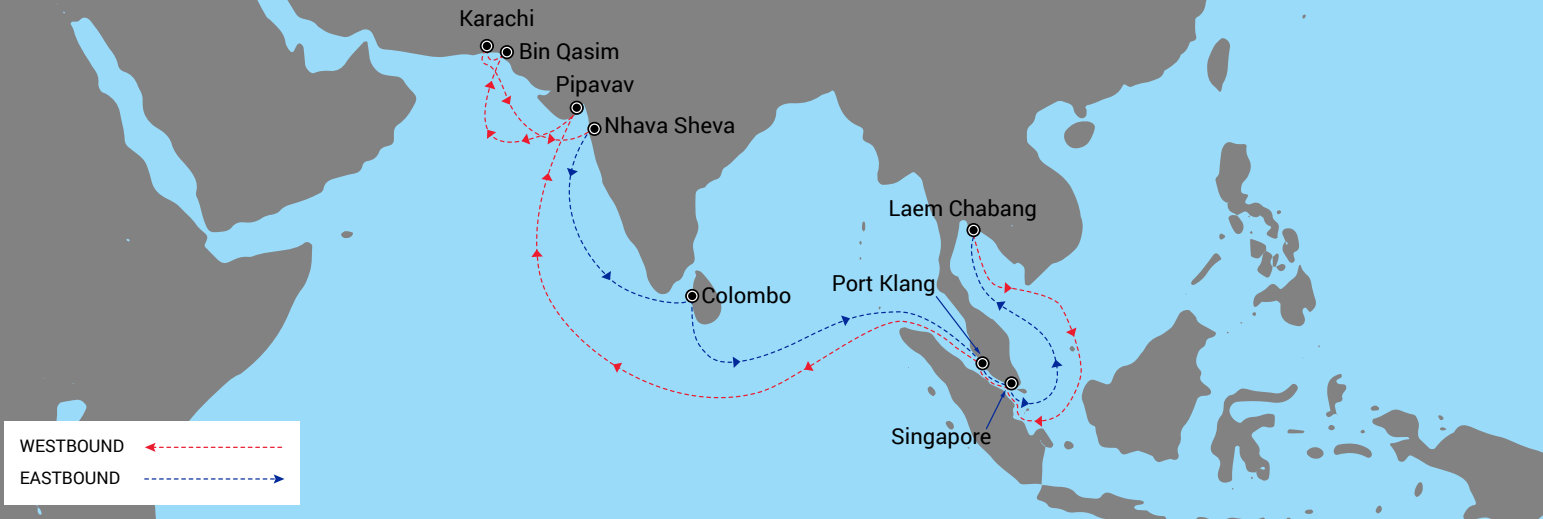 Karachi
Bin Qasim
Pipavav
Nhava Sheva
Laem Chabang
Port Klang
Colombo
Singapore
WESTBOUND
EASTBOUND